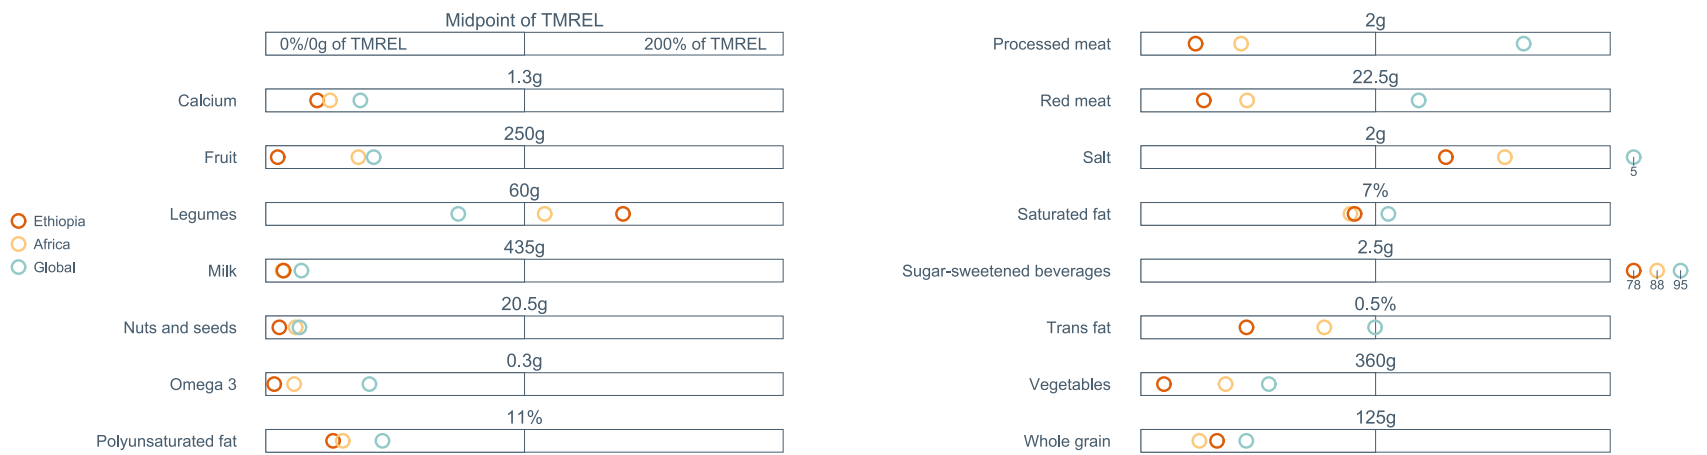 Midpoint of TMREL
0%/0g of TMREL
200% of TMREL
1.3g
Calcium
250g
Fruit
60g
Legumes
435g
Milk
20.5g
Nuts and seeds
0.3g
Omega 3
11%
Polyunsaturated fat
Ethiopia
Africa
Global
2g
Processed meat
22.5g
Red meat
2g
Salt
5
7%
Saturated fat
2.5g
Sugar-sweetened beverages
78 88 95
0.5%
Trans fat
360g
Vegetables
125g
Whole grain